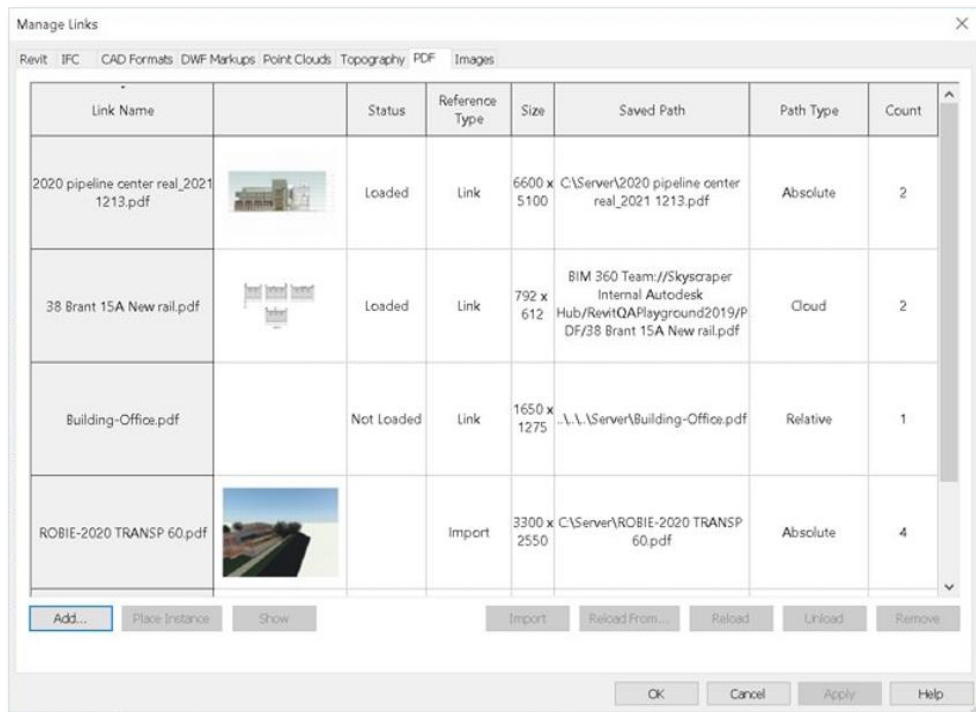 Manage Links
Revit IFC CAD Formats DWF Markups Point Clouds Topography PDF Images
Link Name Status Reference Type Size Saved Path Path Type Count
2020 pipeline center real_2021
1213.pdf
Loaded
Link
6600 x
5100
C:\Server\2020 pipeline center
real_2021 1213.pdf
Absolute
2
38 Brant 15A New rail.pdf
Loaded
Link
792 x
612
BIM 360 Team://Skyscraper
Internal Autodesk
Hub/RevitQAPlayground2019/P
DF/38 Brant 15A New rail.pdf
Cloud
2
Building-Office.pdf
Not Loaded
Link
1650 x
1275
..\..\..\Server\Building-Office.pdf
Relative
1
ROBIE-2020 TRANSP 60.pdf
Import
3300 x
2550
C:\Server\ROBIE-2020 TRANSP
60.pdf
Absolute
4
Add... Place Instance Show Import Reload From... Reload Unload Remove
OK Cancel Apply Help